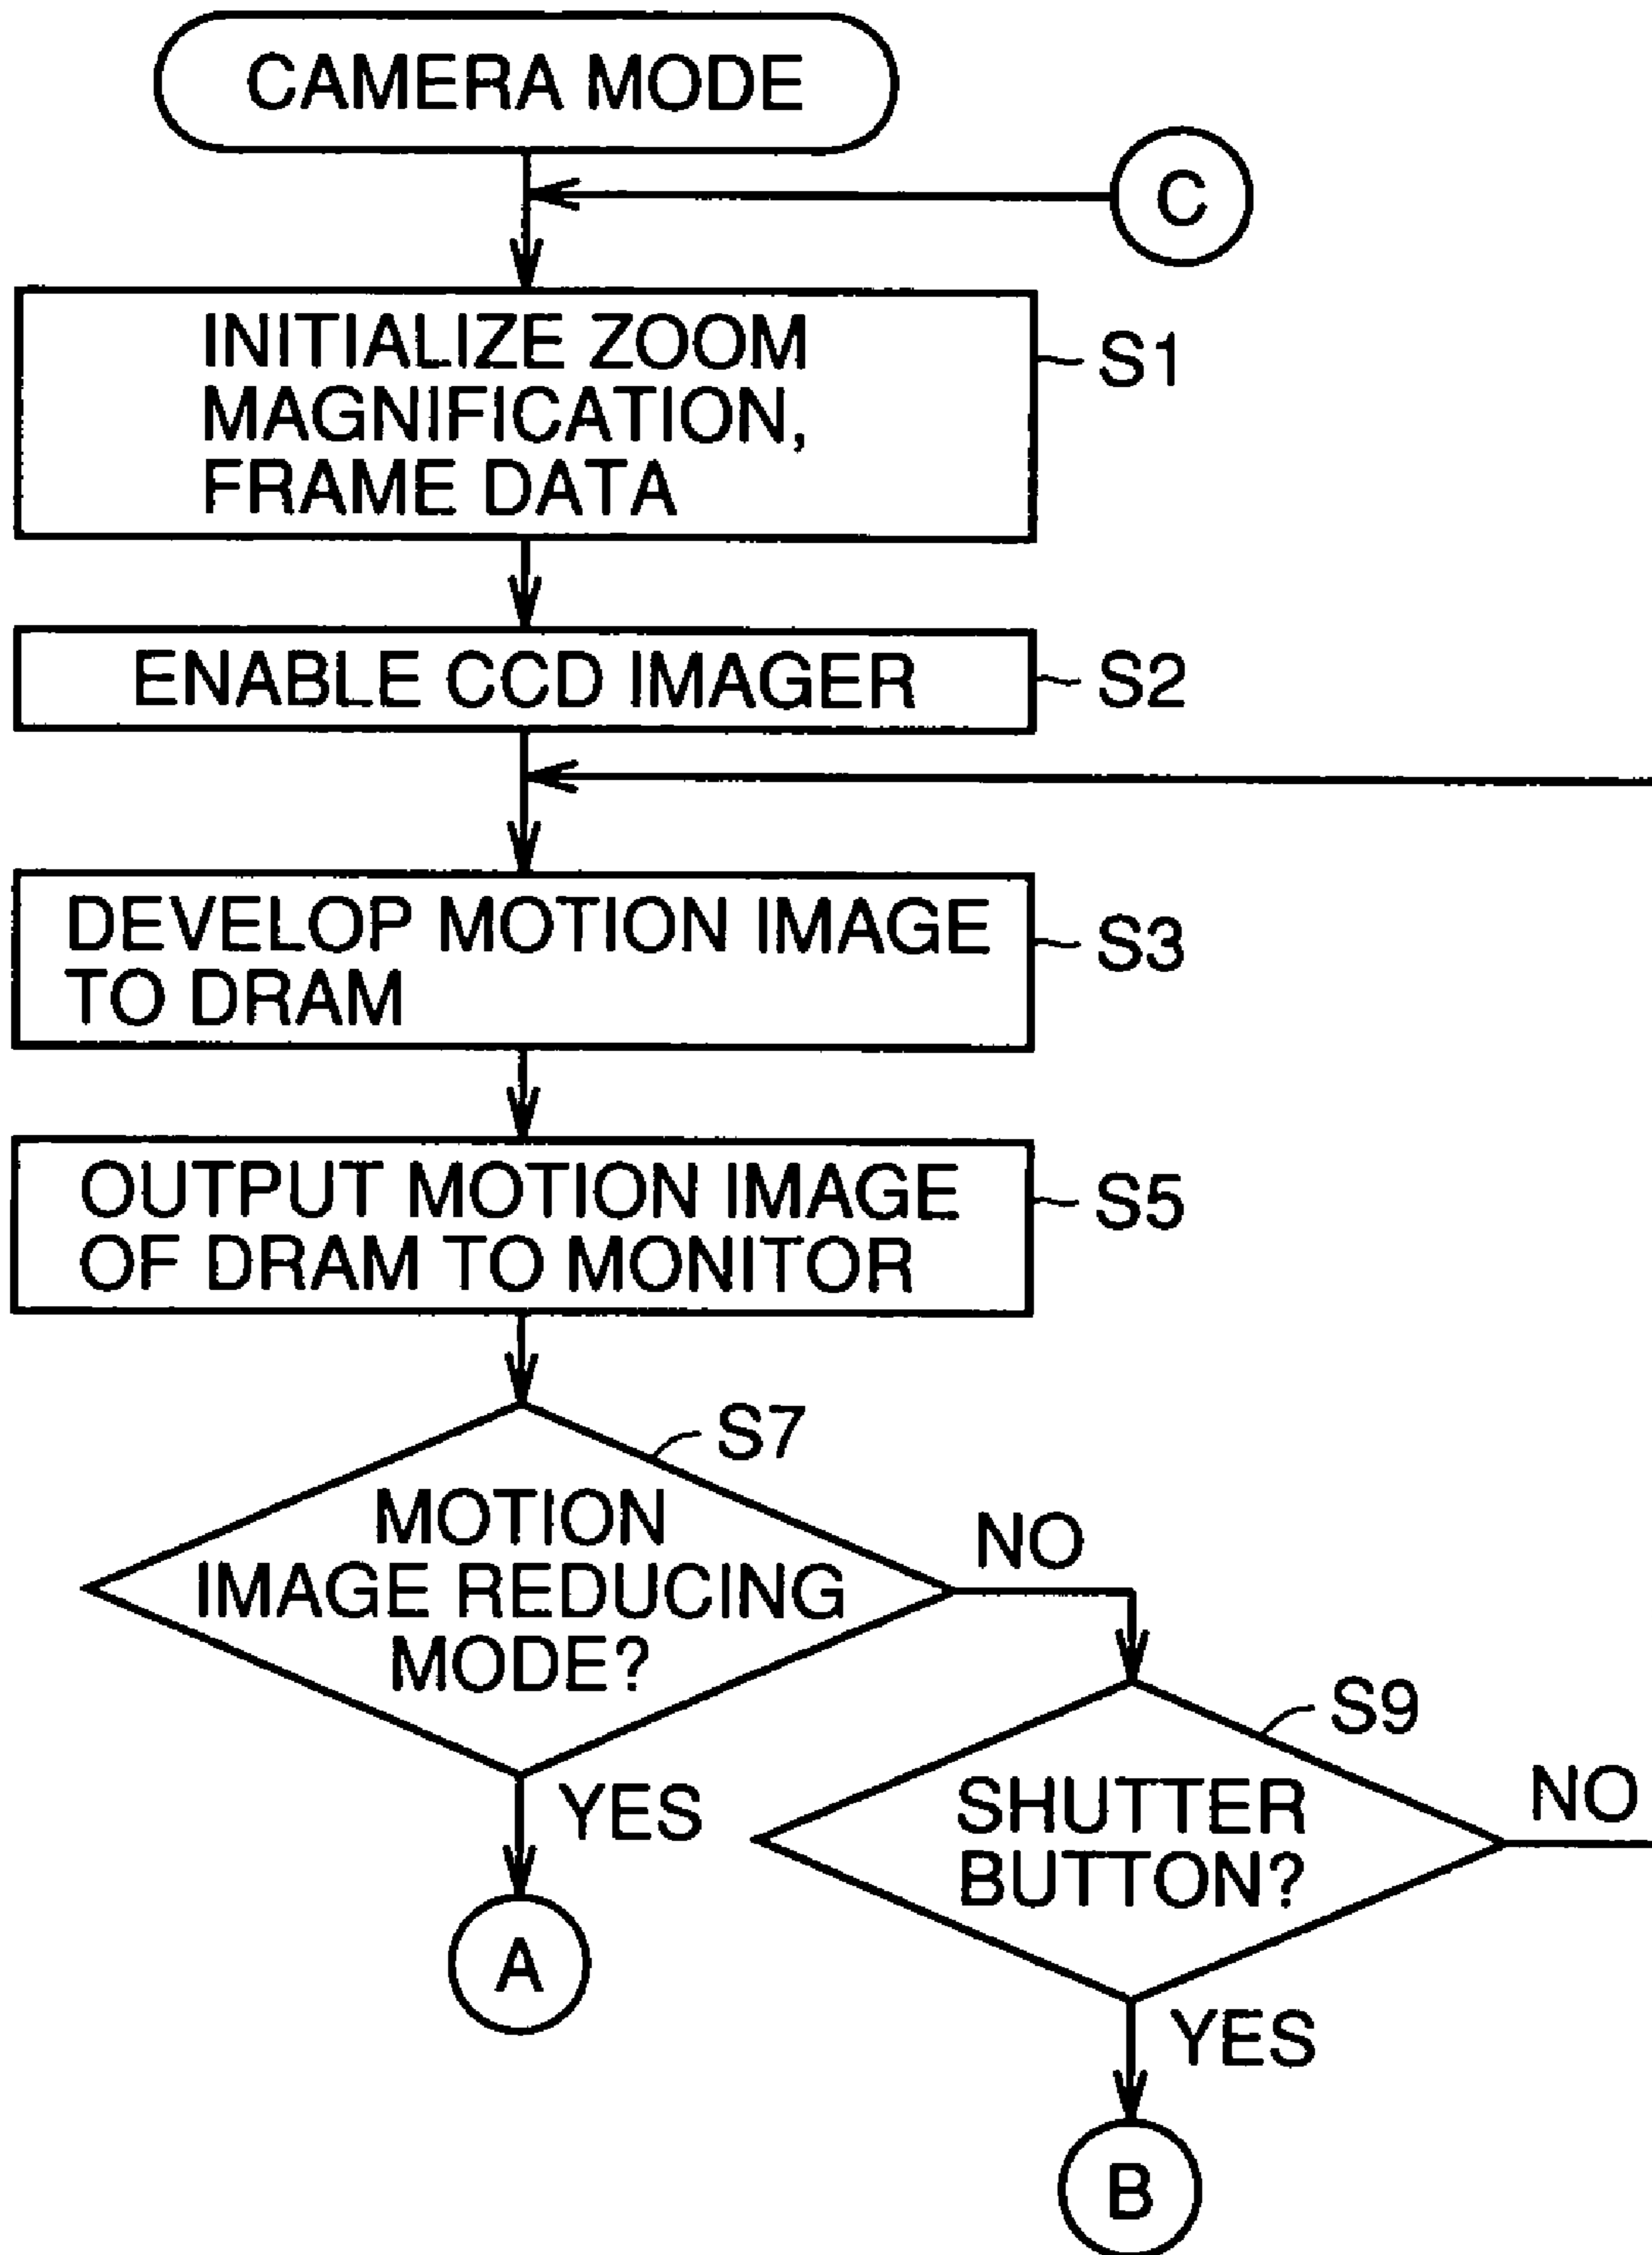 CAMERA MODE
C
INITIALIZE ZOOM
MAGNIFICATION,
FRAME DATA
S1
ENABLE CCD IMAGER
S2
DEVELOP MOTION IMAGE
TO DRAM
S3
OUTPUT MOTION IMAGE
OF DRAM TO MONITOR
S5
S7
MOTION
IMAGE REDUCING
MODE?
NO
YES
A
S9
SHUTTER
BUTTON?
NO
YES
B